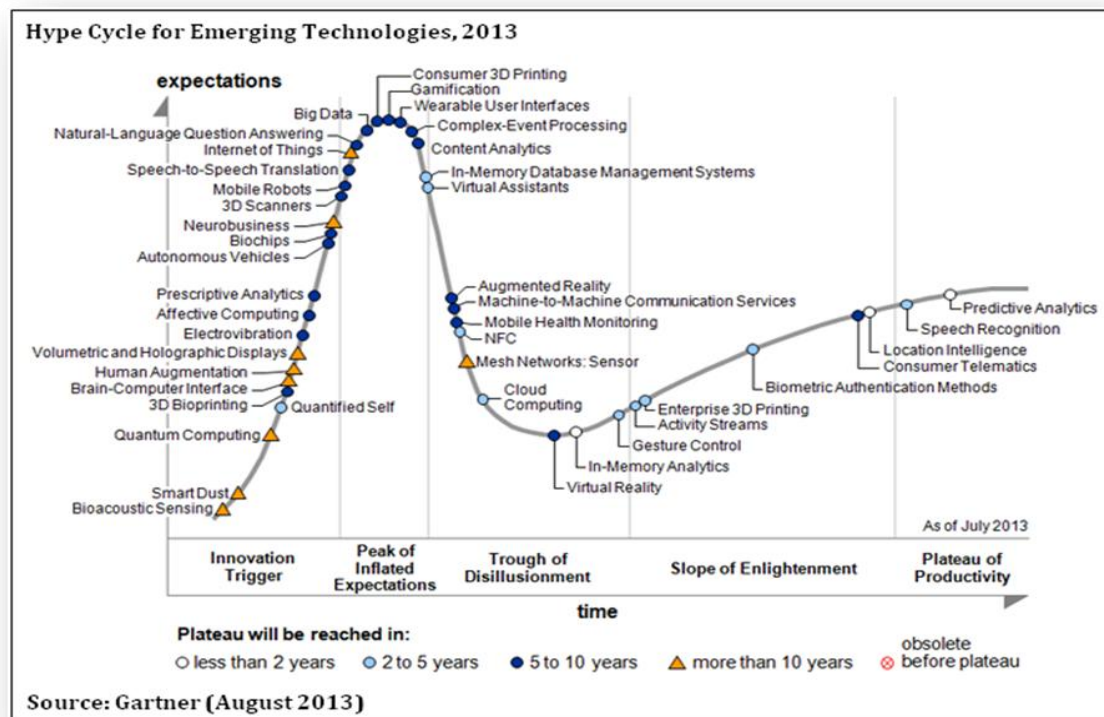 Hype Cycle for Emerging Technologies, 2013
expectations
Consumer 3D Printing
Gamification
Wearable User Interfaces
Big Data
Complex-Event Processing
Natural-Language Question Answering
Content Analytics
Internet of Things
Speech-to-Speech Translation
In-Memory Database Management Systems
Mobile Robots
Virtual Assistants
3D Scanners
Neurobusiness
Biochips
Autonomous Vehicles
Augmented Reality
Prescriptive Analytics
Machine-to-Machine Communication Services
Predictive Analytics
Affective Computing
Mobile Health Monitoring
Speech Recognition
Electrovibration
NFC
Volumetric and Holographic Displays
Location Intelligence
Mesh Networks: Sensor
Consumer Telematics
Human Augmentation
Brain-Computer Interface
Cloud
Computing
Biometric Authentication Methods
3D Bioprinting
Quantified Self
Enterprise 3D Printing
Activity Streams
Quantum Computing
Gesture Control
In-Memory Analytics
Virtual Reality
Smart Dust
Bioacoustic Sensing
As of July 2013
Innovation
Trigger
Peak of
Inflated
Expectations
Trough of
Disillusionment
Slope of Enlightenment
Plateau of
Productivity
time
Plateau will be reached in:
less than 2 years
2 to 5 years
5 to 10 years
more than 10 years
obsolete
before plateau
Source: Gartner (August 2013)